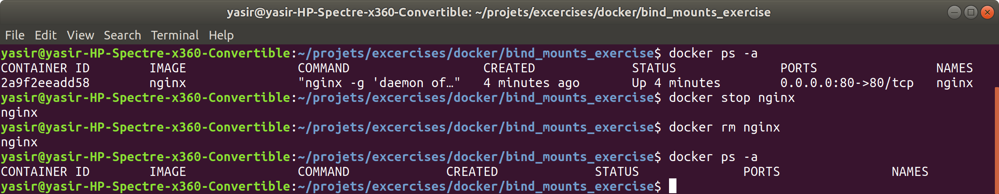 yasir@yasir-HP-Spectre-x360-Convertible: ~/projets/excercises/docker/bind_mounts_exercise
File Edit View Search Terminal Help
yasir@yasir-HP-Spectre-x360-Convertible:~/projets/excercises/docker/bind_mounts_exercise$ docker ps -a
CONTAINER ID        IMAGE               COMMAND                  CREATED             STATUS              PORTS                NAMES
2a9f2eeadd58        nginx               "nginx -g 'daemon of…"   4 minutes ago       Up 4 minutes        0.0.0.0:80->80/tcp   nginx
yasir@yasir-HP-Spectre-x360-Convertible:~/projets/excercises/docker/bind_mounts_exercise$ docker stop nginx
nginx
yasir@yasir-HP-Spectre-x360-Convertible:~/projets/excercises/docker/bind_mounts_exercise$ docker rm nginx
nginx
yasir@yasir-HP-Spectre-x360-Convertible:~/projets/excercises/docker/bind_mounts_exercise$ docker ps -a
CONTAINER ID        IMAGE               COMMAND             CREATED             STATUS              PORTS               NAMES
yasir@yasir-HP-Spectre-x360-Convertible:~/projets/excercises/docker/bind_mounts_exercise$